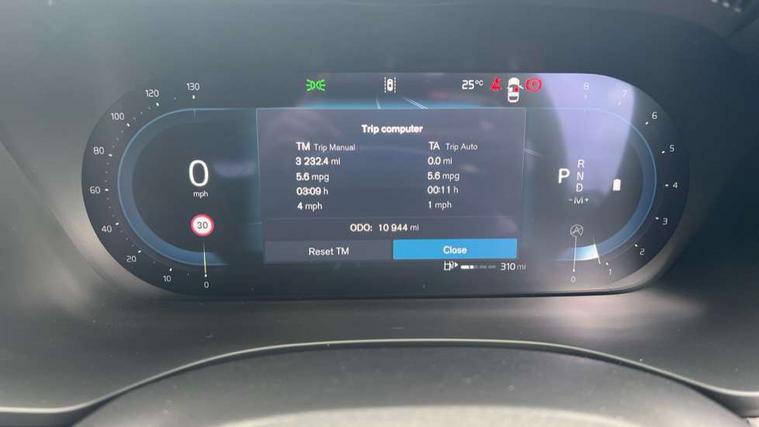 25°C
130
120
100
80
60
40
20
10
0
0
mph
30
Trip computer
TM Trip Manual
3 232.4 mi
5.6 mpg
03:09 h
4 mph
TA Trip Auto
0.0 mi
5.6 mpg
00:11 h
1 mph
ODO: 10 944 mi
Reset TM
Close
310 mi
P
R
N
D
-M+
A
8
7
6
5
4
3
2
1
0